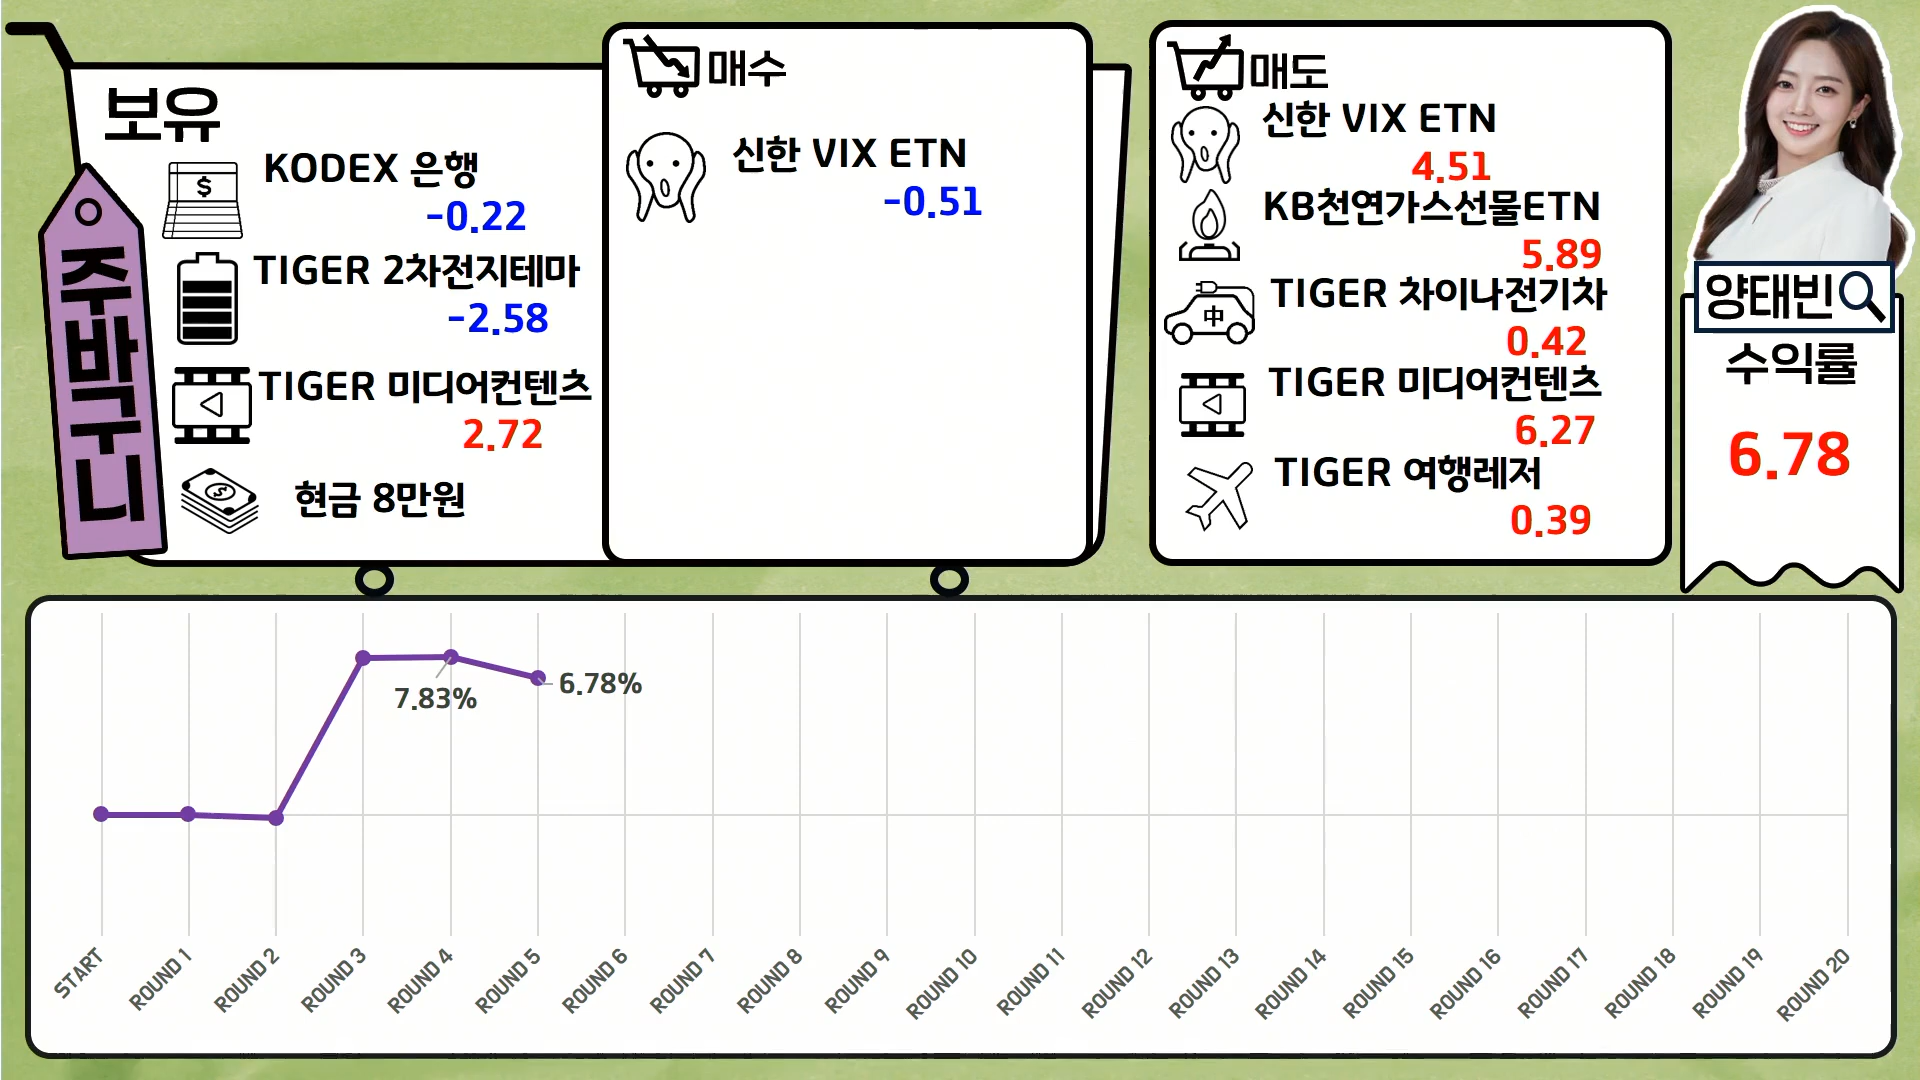 보유
KODEX 은행
-0.22
TIGER 2차전지테마
-2.58
TIGER 미디어컨텐츠
2.72
현금 8만원
주바구니
매수
신한 VIX ETN
-0.51
매도
신한 VIX ETN
4.51
KB천연가스선물ETN
5.89
中
TIGER 차이나전기차
0.42
TIGER 미디어컨텐츠
6.27
TIGER 여행레저
0.39
양태빈
수익률
6.78
7.83%
6.78%
START
ROUND 1
ROUND 2
ROUND 3
ROUND 4
ROUND 5
ROUND 6
ROUND 7
ROUND 8
ROUND 9
ROUND 10
ROUND 11
ROUND 12
ROUND 13
ROUND 14
ROUND 15
ROUND 16
ROUND 17
ROUND 18
ROUND 19
ROUND 20